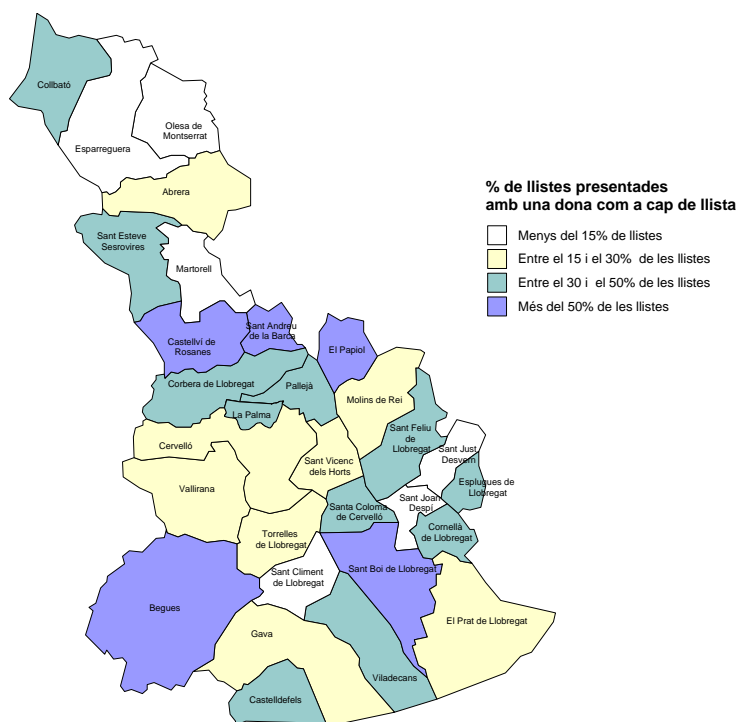 Collbató
Olesa de
Montserrat
Esparreguera
Abrera
% de llistes presentades
amb una dona com a cap de llista
Menys del 15% de llistes
Entre el 15 i el 30% de les llistes
Entre el 30 i el 50% de les llistes
Més del 50% de les llistes
Sant Esteve
Sesrovires
Martorell
Castellví de
Rosanes
Sant Andreu
de la Barca
El Papiol
Corbera de Llobregat
Pallejà
Molins de Rei
La Palma
Sant Feliu
de
Llobregat
Cervelló
Sant Just
Desvern
Sant Vicenc
dels Horts
Vallirana
Esplugues de
Llobregat
Sant Joan
Despí
Santa Coloma
de Cervelló
Cornellà
de Llobregat
Torrelles
de Llobregat
Sant Climent
de Llobregat
Sant Boi de Llobregat
Begues
El Prat de Llobregat
Gava
Viladecans
Castelldefels